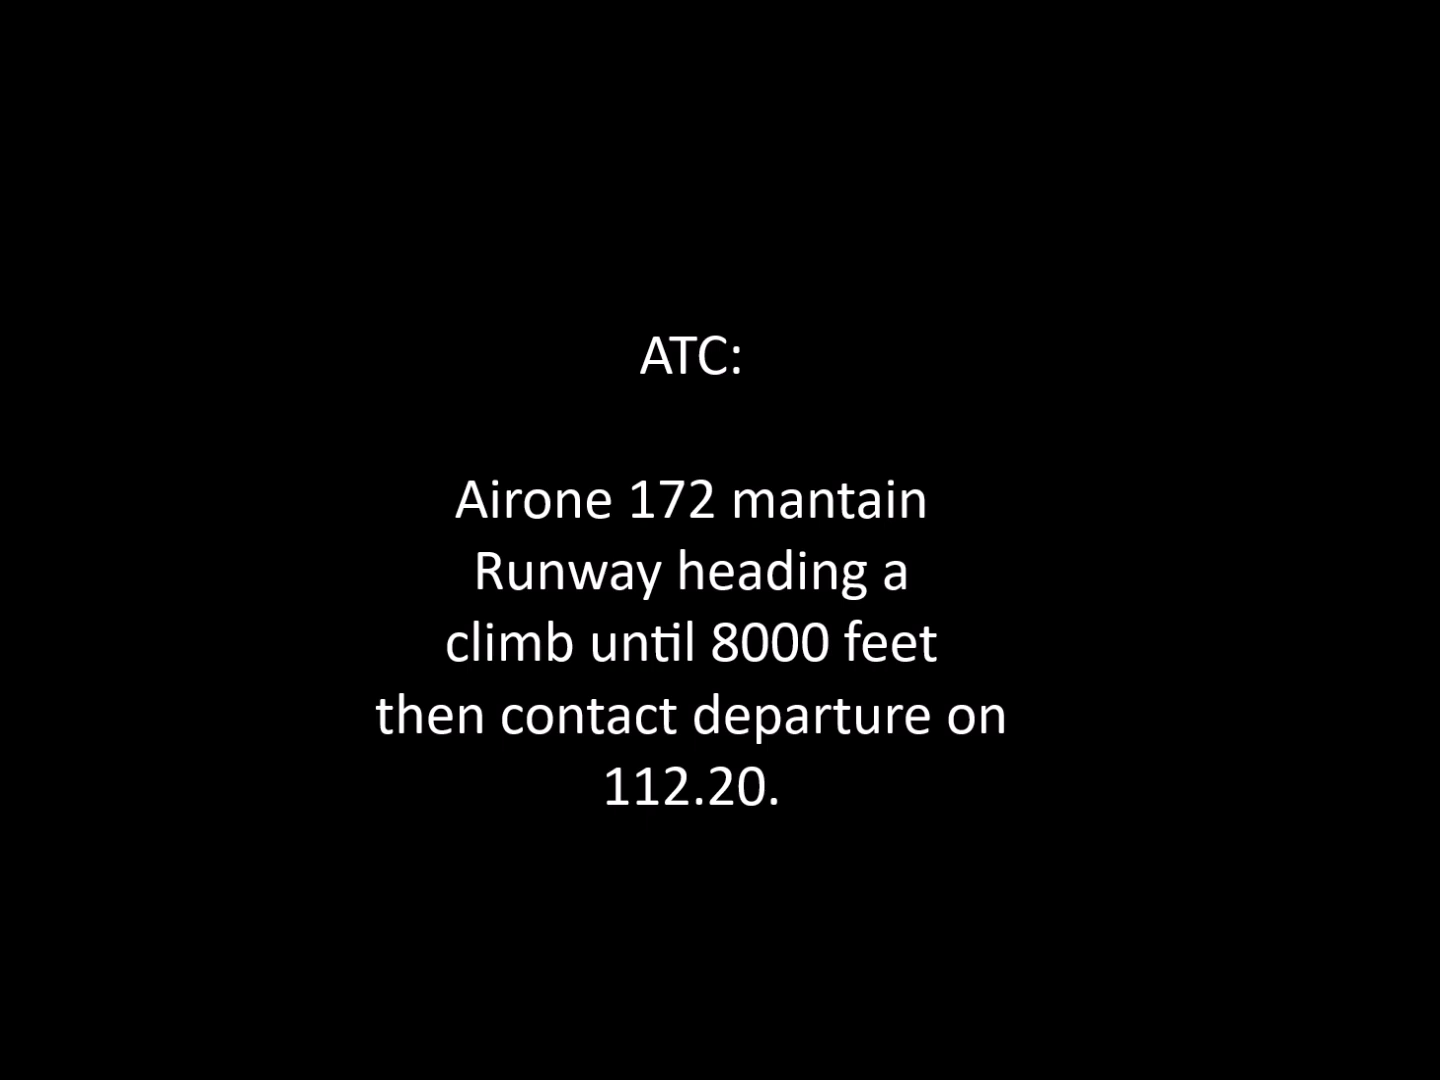 ATC:
Airone 172 mantain
Runway heading a
climb until 8000 feet
then contact departure on
112.20.